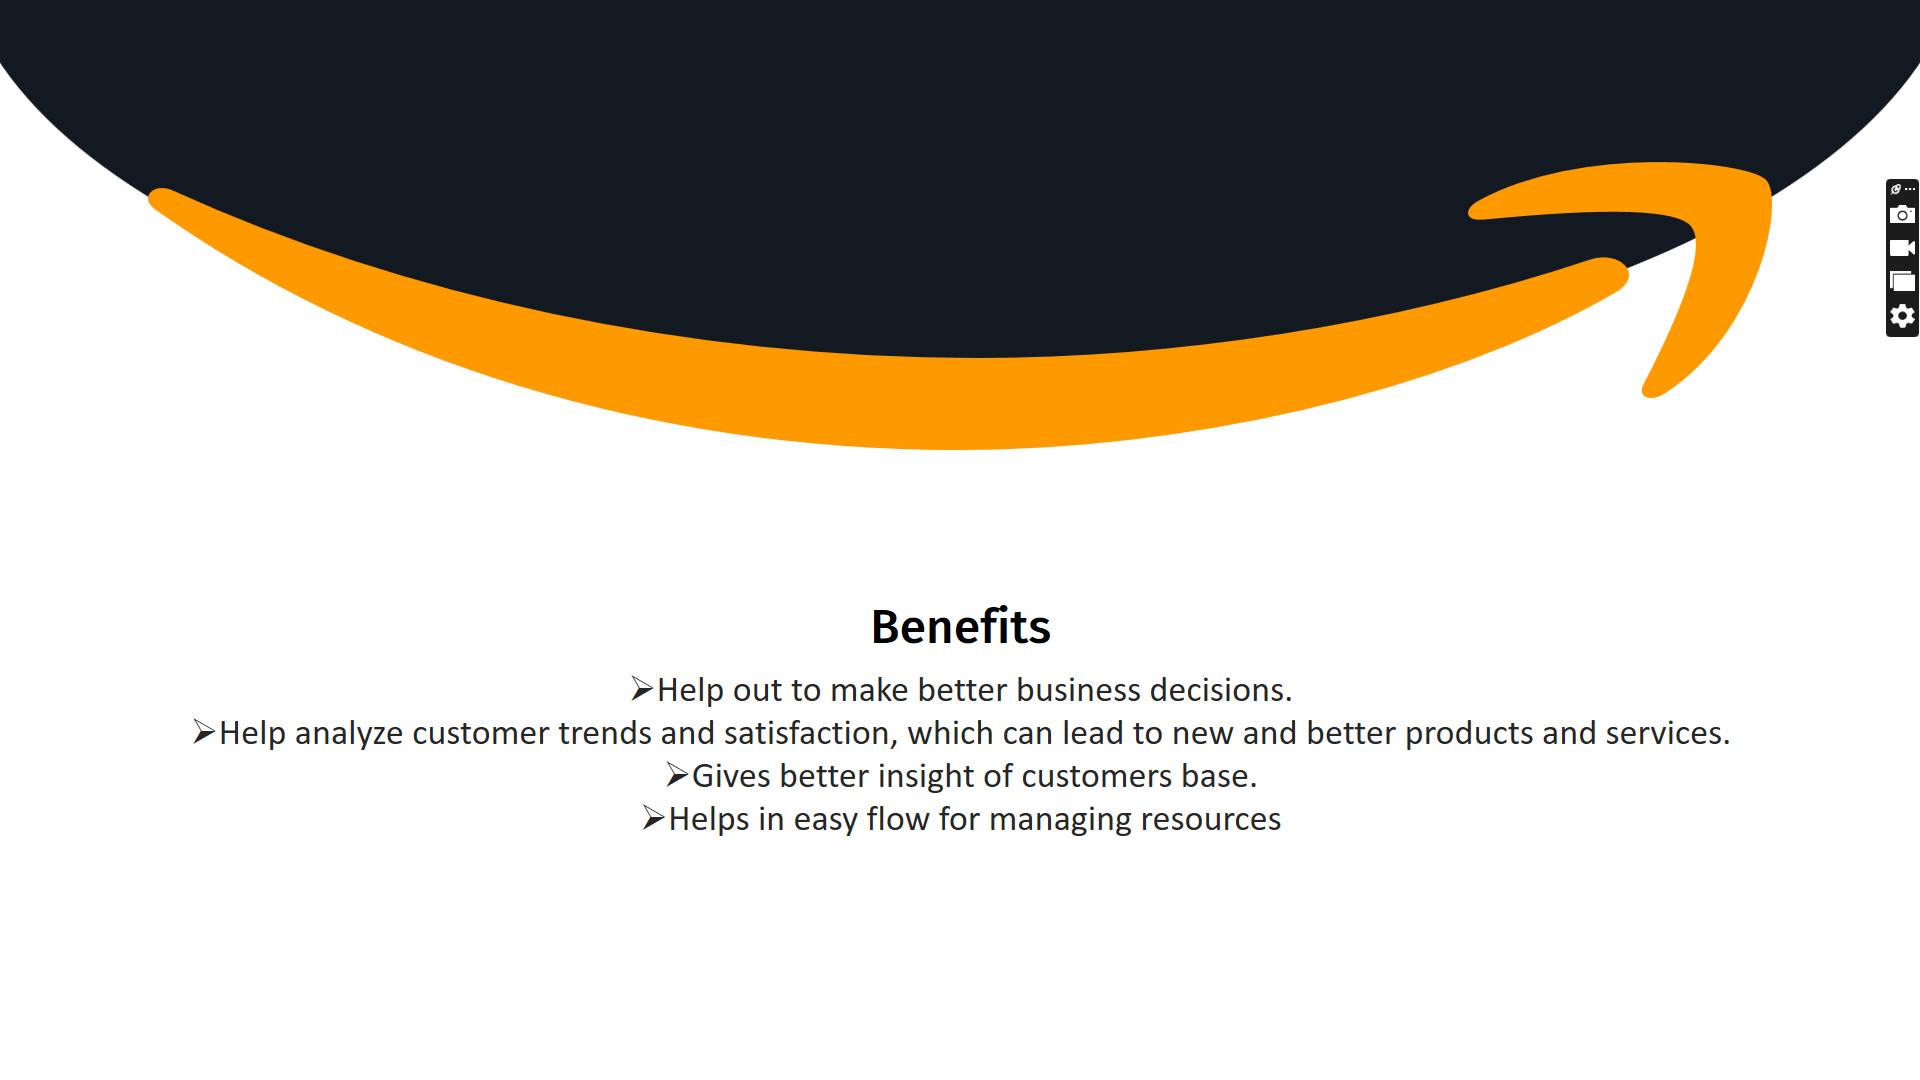 Benefits
➢Help out to make better business decisions.
➢Help analyze customer trends and satisfaction, which can lead to new and better products and services.
➢Gives better insight of customers base.
➢Helps in easy flow for managing resources